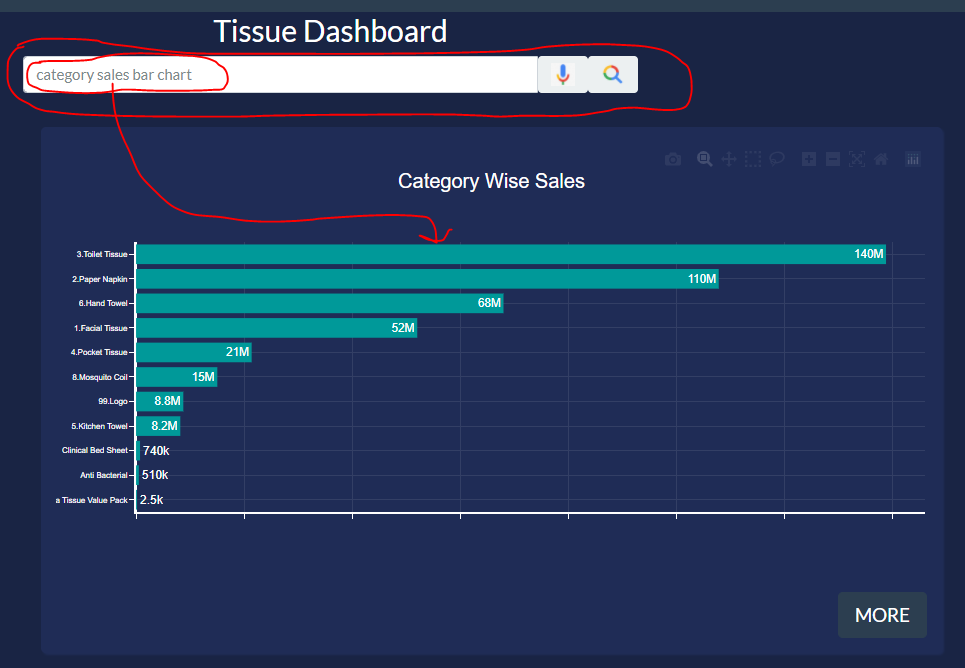 Tissue Dashboard
category sales bar chart
Category Wise Sales
3.Toilet Tissue 140M
2.Paper Napkin 110M
6.Hand Towel 68M
1.Facial Tissue 52M
4.Pocket Tissue 21M
8.Mosquito Coil 15M
99.Logo 8.8M
5.Kitchen Towel 8.2M
Clinical Bed Sheet 740k
Anti Bacterial 510k
a Tissue Value Pack 2.5k
MORE